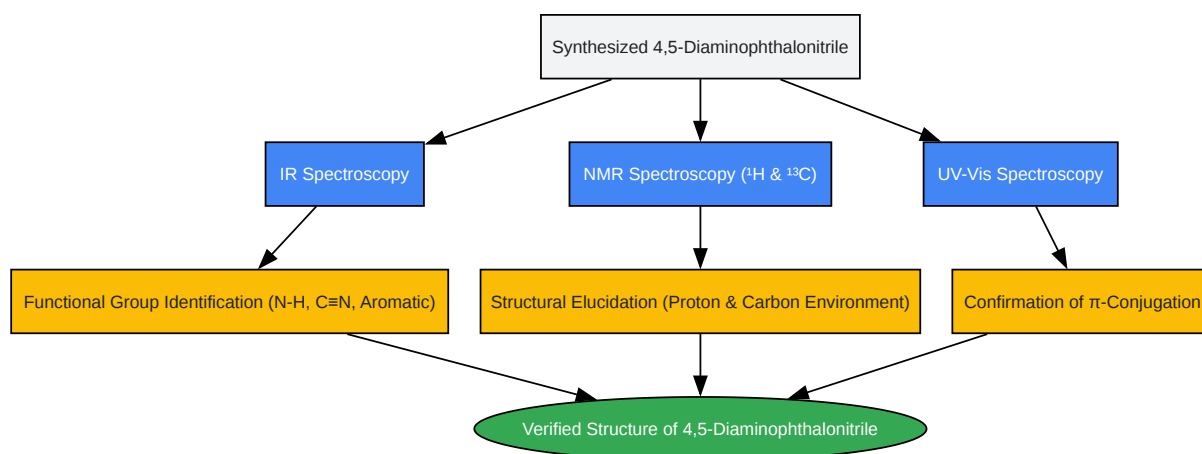 Synthesized 4,5-Diaminophthalonitrile
IR Spectroscopy
NMR Spectroscopy (¹H & ¹³C)
UV-Vis Spectroscopy
Functional Group Identification (N-H, C≡N, Aromatic)
Structural Elucidation (Proton & Carbon Environment)
Confirmation of π-Conjugation
Verified Structure of 4,5-Diaminophthalonitrile